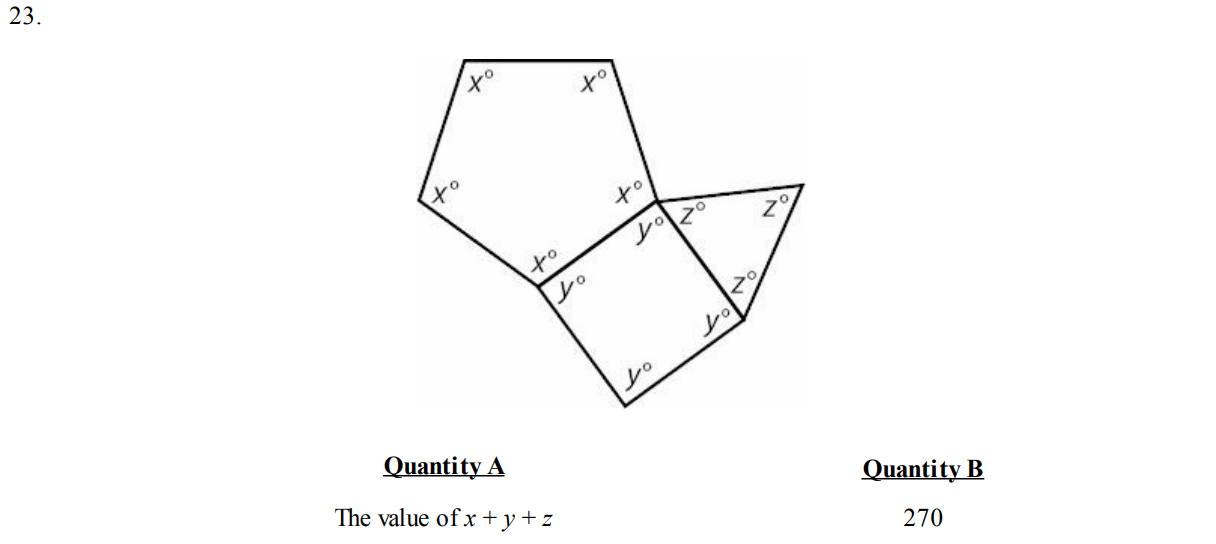 23.
x° x°
x° x° z° z°
y°
x°
y° z°
y°
y°
Quantity A Quantity B
The value of x + y + z 270